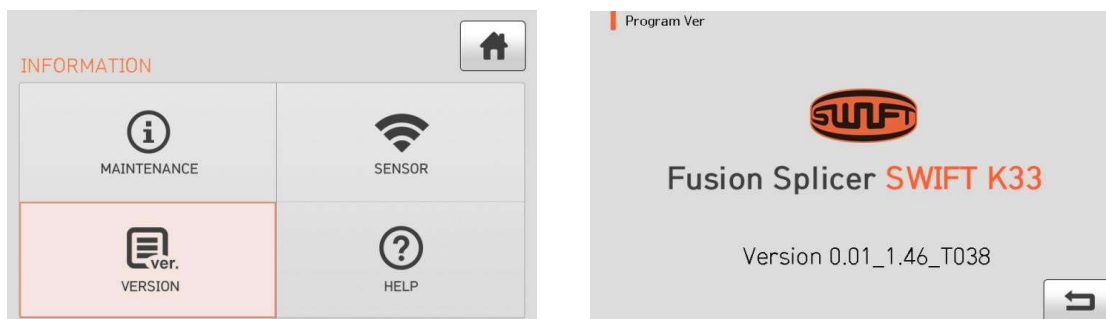 INFORMATION
MAINTENANCE
SENSOR
ver.
VERSION
HELP
Program Ver
SWIFT
Fusion Splicer SWIFT K33
Version 0.01_1.46_T038